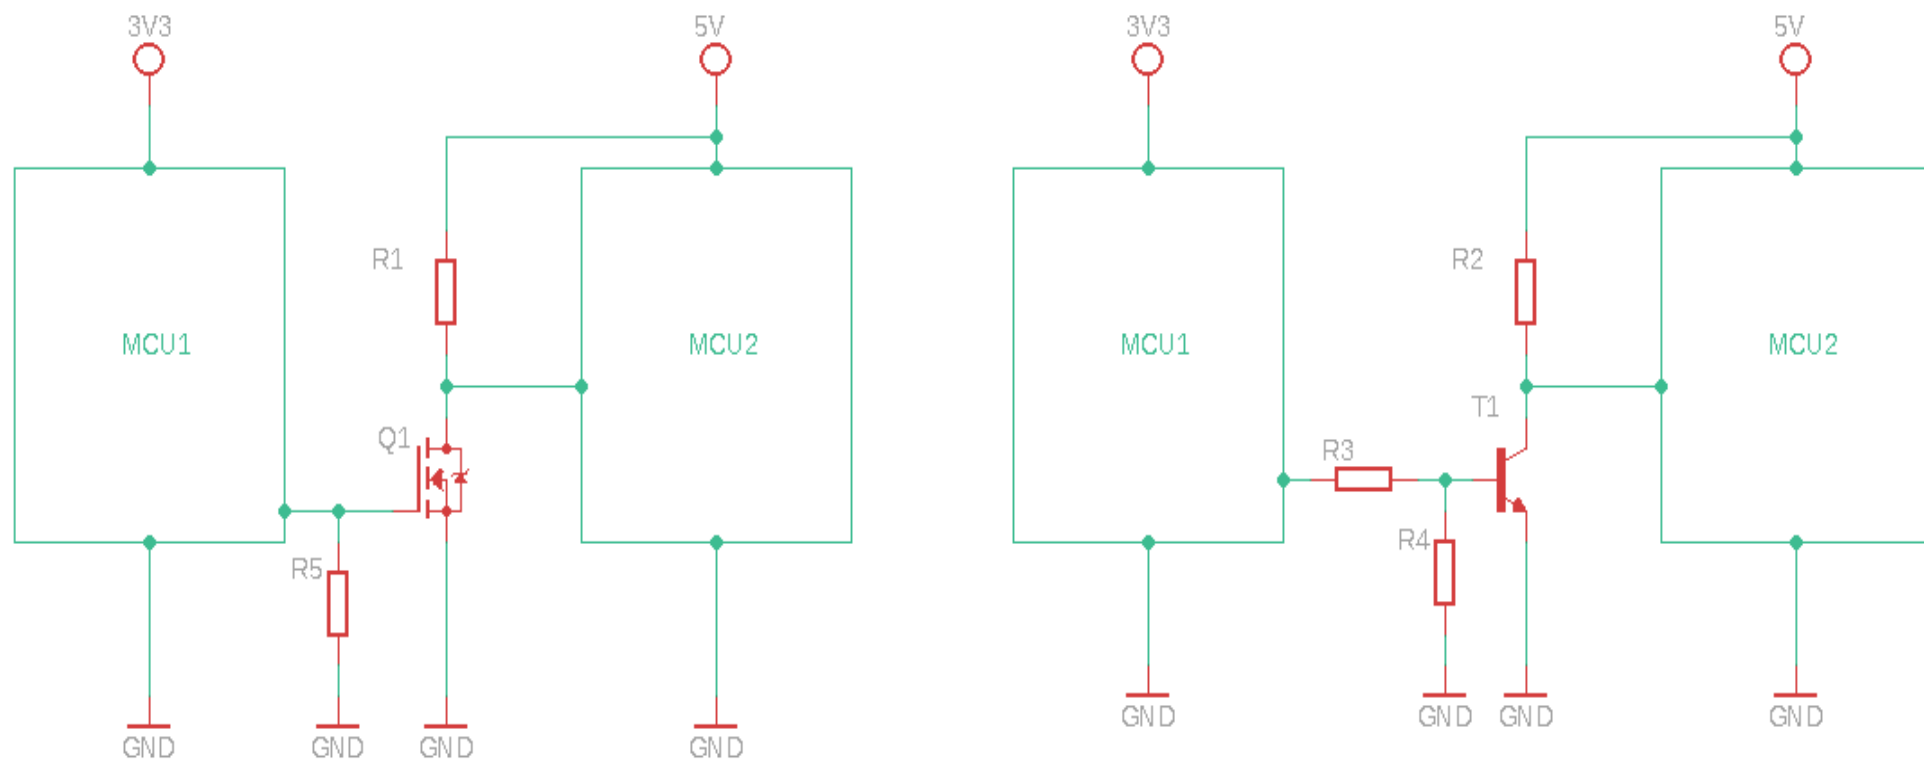 3V3
5V
R1
MCU1
MCU2
Q1
R5
GND
GND
GND
GND
3V3
5V
R2
MCU1
MCU2
T1
R3
R4
GND
GND
GND
GND